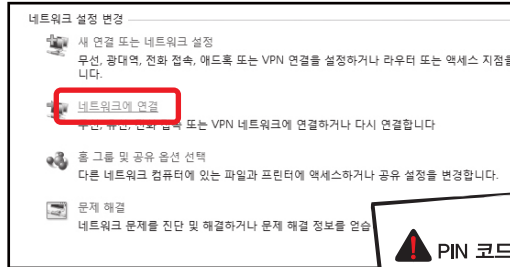 네트워크 설정 변경
새 연결 또는 네트워크 설정
무선, 광대역, 전화 접속, 애드혹 또는 VPN 연결을 설정하거나 라우터 또는 액세스 지점을
니다.
네트워크에 연결
무선, 유선, 전화 접속 또는 VPN 네트워크에 연결하거나 다시 연결합니다
홈 그룹 및 공유 옵션 선택
다른 네트워크 컴퓨터에 있는 파일과 프린터에 액세스하거나 공유 설정을 변경합니다.
문제 해결
네트워크 문제를 진단 및 해결하거나 문제 해결 정보를 얻습
PIN 코드